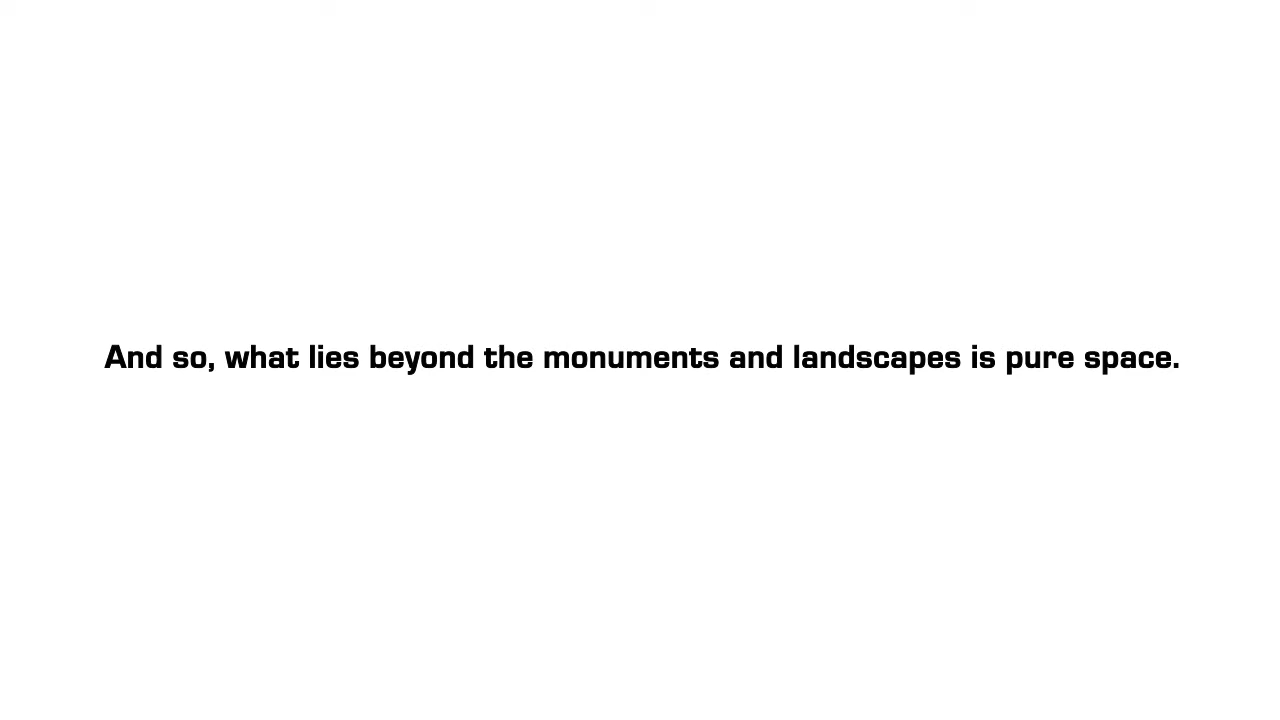 And so, what lies beyond the monuments and landscapes is pure space.